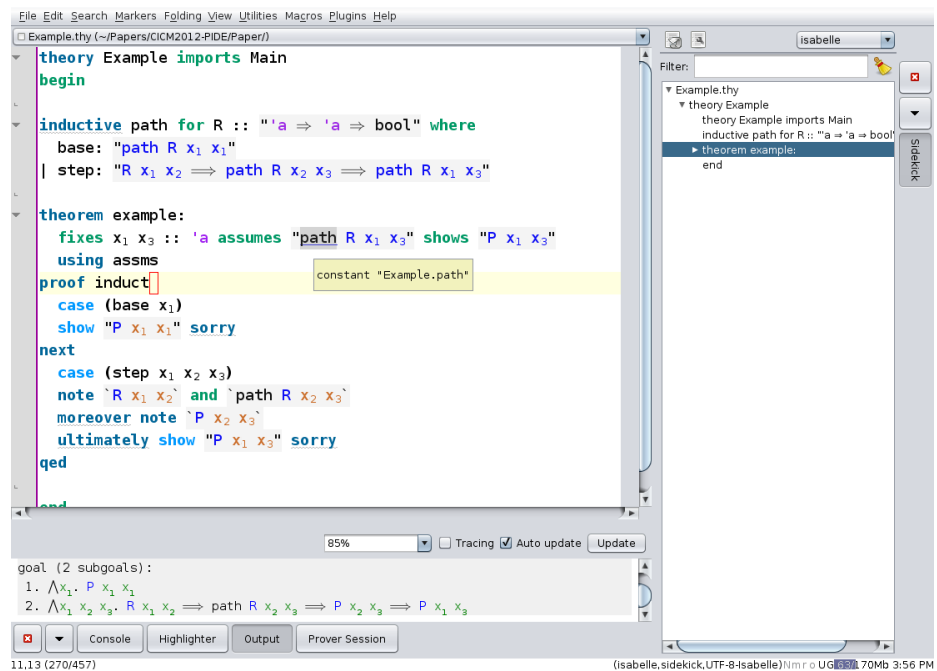 File Edit Search Markers Folding View Utilities Macros Plugins Help
Example.thy (~/Papers/CICM2012-PIDE/Paper/)
theory Example imports Main
begin
inductive path for R :: "'a ⇒ 'a ⇒ bool" where
base: "path R x₁ x₁"
| step: "R x₁ x₂ ⟹ path R x₂ x₃ ⟹ path R x₁ x₃"
theorem example:
fixes x₁ x₃ :: 'a assumes "path R x₁ x₃" shows "P x₁ x₃"
using assms
proof induct
constant "Example.path"
case (base x₁)
show "P x₁ x₁" sorry
next
case (step x₁ x₂ x₃)
note `R x₁ x₂` and `path R x₂ x₃`
moreover note `P x₂ x₃`
ultimately show "P x₁ x₃" sorry
qed
end
85%
Tracing
Auto update
Update
goal (2 subgoals):
1. ⋀x₁. P x₁ x₁
2. ⋀x₁ x₂ x₃. R x₁ x₂ ⟹ path R x₂ x₃ ⟹ P x₂ x₃ ⟹ P x₁ x₃
Console
Highlighter
Output
Prover Session
isabelle
Filter:
Example.thy
theory Example
theory Example imports Main
inductive path for R :: "'a ⇒ 'a ⇒ bool'
theorem example:
end
Sidekick
11,13 (270/457)
(isabelle,sidekick,UTF-8-Isabelle)Nmr o UG 63/170Mb 3:56 PM